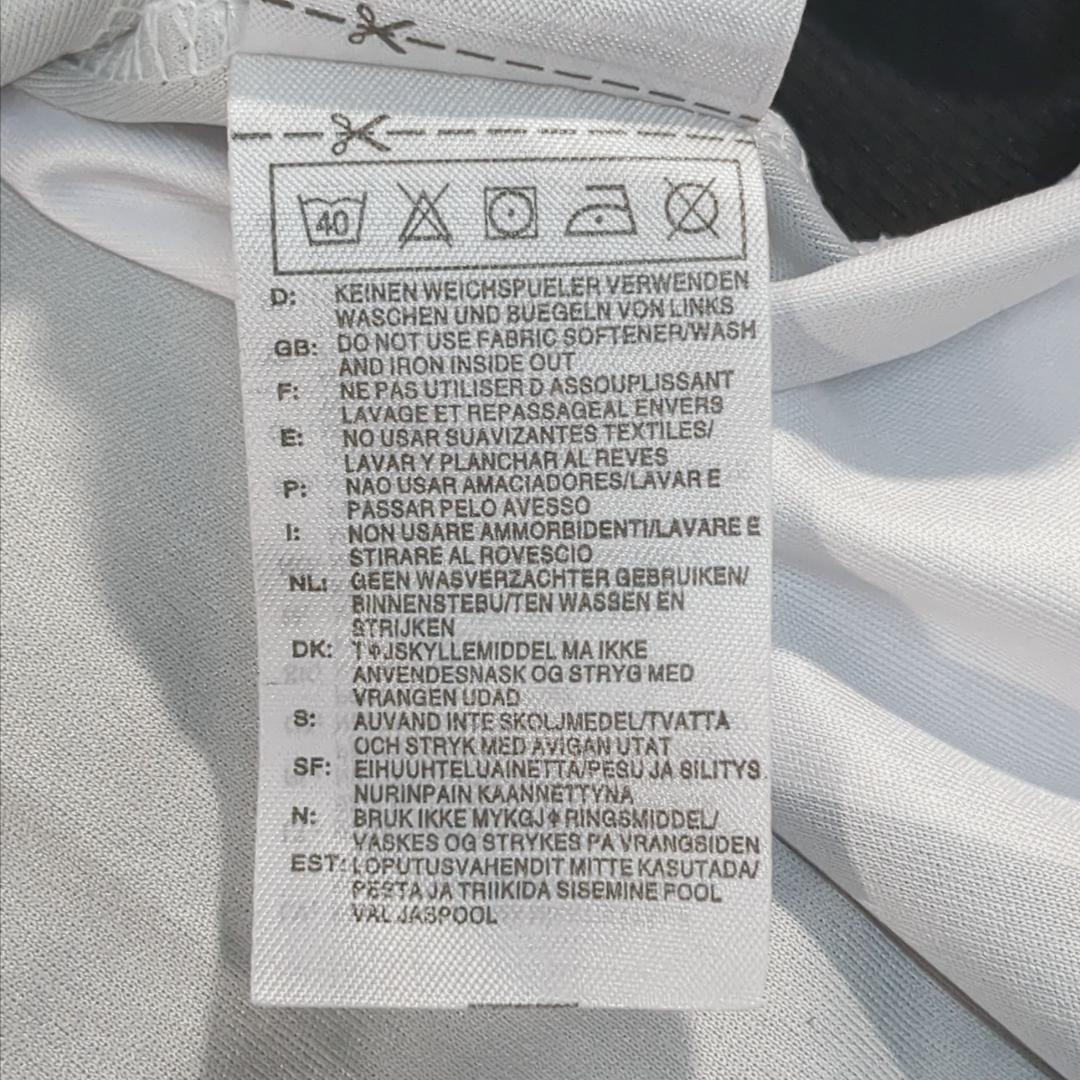 40
D: KEINEN WEICHSPUELER VERWENDEN
WASCHEN UND BUEGELN VON LINKS
GB: DO NOT USE FABRIC SOFTENER/WASH
AND IRON INSIDE OUT
F: NE PAS UTILISER D ASSOUPLISSANT
LAVAGE ET REPASSAGEAL ENVERS
E: NO USAR SUAVIZANTES TEXTILES/
LAVAR Y PLANCHAR AL REVES
P: NAO USAR AMACIADORES/LAVAR E
PASSAR PELO AVESSO
I: NON USARE AMMORBIDENTI/LAVARE E
STIRARE AL ROVESCIO
NL: GEEN WASVERZACHTER GEBRUIKEN/
BINNENSTEBU/TEN WASSEN EN
STRIJKEN
DK: MA IKKE
ANVENDESNASK OG STRYG MED
VRANGEN UDAD
S: AUVAND INTE SKOLJMEDEL/TVATTA
OCH STRYK MED AVIGAN UTAT
SF: EIHUUHTELUAINETTA/PESU JA SILITYS
NURINPAIN KAANNETTYNA
N: BRUK IKKE MYKGJΦRINGSMIDDEL/
VASKES OG STRYKES PA VRANGSIDEN
EST: LOPUTUSVAHENDIT MITTE KASUTADA/
PESTA JA TRIIKIDA SISEMINE POOL
VAL JASPOOL